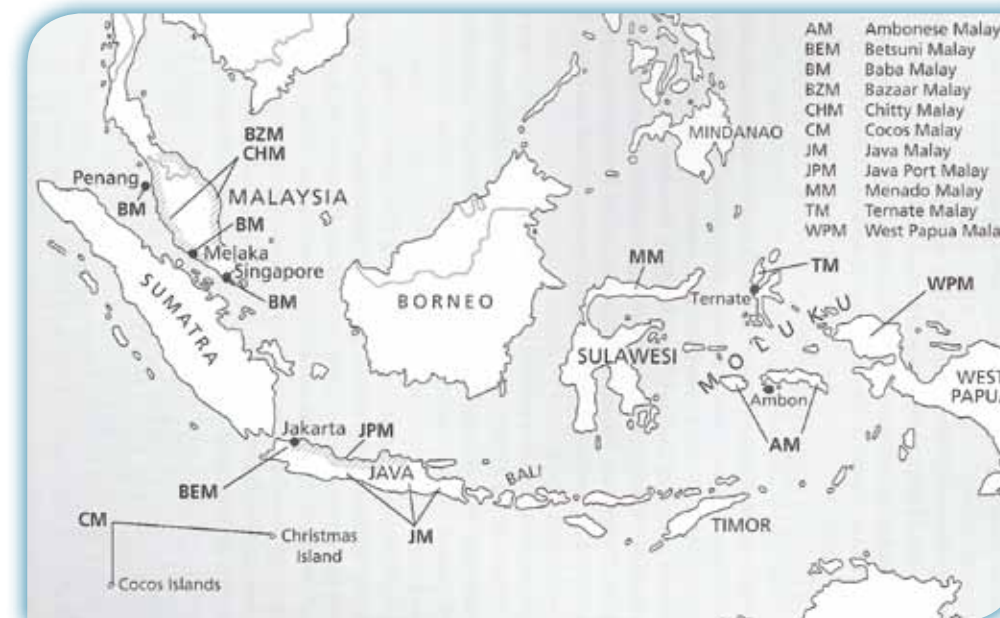 AM Ambonese Malay
BEM Betsuni Malay
BM Baba Malay
BZM Bazaar Malay
CHM Chitty Malay
CM Cocos Malay
JM Java Malay
JPM Java Port Malay
MM Menado Malay
TM Ternate Malay
WPM West Papua Mala
BZM
CHM
MINDANAO
Penang
MALAYSIA
BM
BM
Melaka
Singapore
BM
SUMATRA
BORNEO
MM
TM
Ternate
WPM
MOLUKU
SULAWESI
WEST
PAPU
Ambon
AM
Jakarta
JPM
JAVA
BALI
BEM
JM
TIMOR
CM
Christmas
Island
Cocos Islands